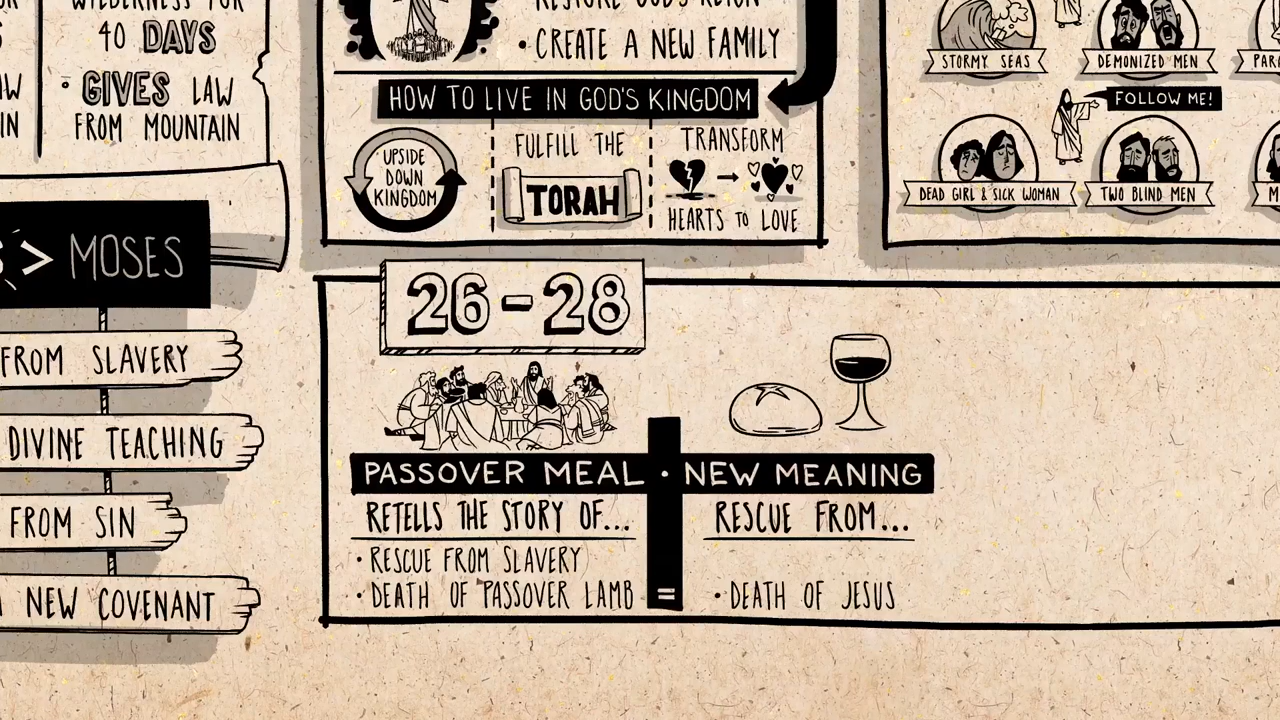 WILDERNESS FOR
40 DAYS
• GIVES LAW
FROM MOUNTAIN
> MOSES
FROM SLAVERY
DIVINE TEACHING
FROM SIN
NEW COVENANT
RESTORE GOD'S REIGN
• CREATE A NEW FAMILY
HOW TO LIVE IN GOD'S KINGDOM
UPSIDE
DOWN
KINGDOM
FULFILL THE
TORAH
TRANSFORM
HEARTS TO LOVE
STORMY SEAS
DEMONIZED MEN
FOLLOW ME!
DEAD GIRL & SICK WOMAN
TWO BLIND MEN
26-28
PASSOVER MEAL • NEW MEANING
RETELLS THE STORY OF...
• RESCUE FROM SLAVERY
• DEATH OF PASSOVER LAMB
=
RESCUE FROM...
• DEATH OF JESUS